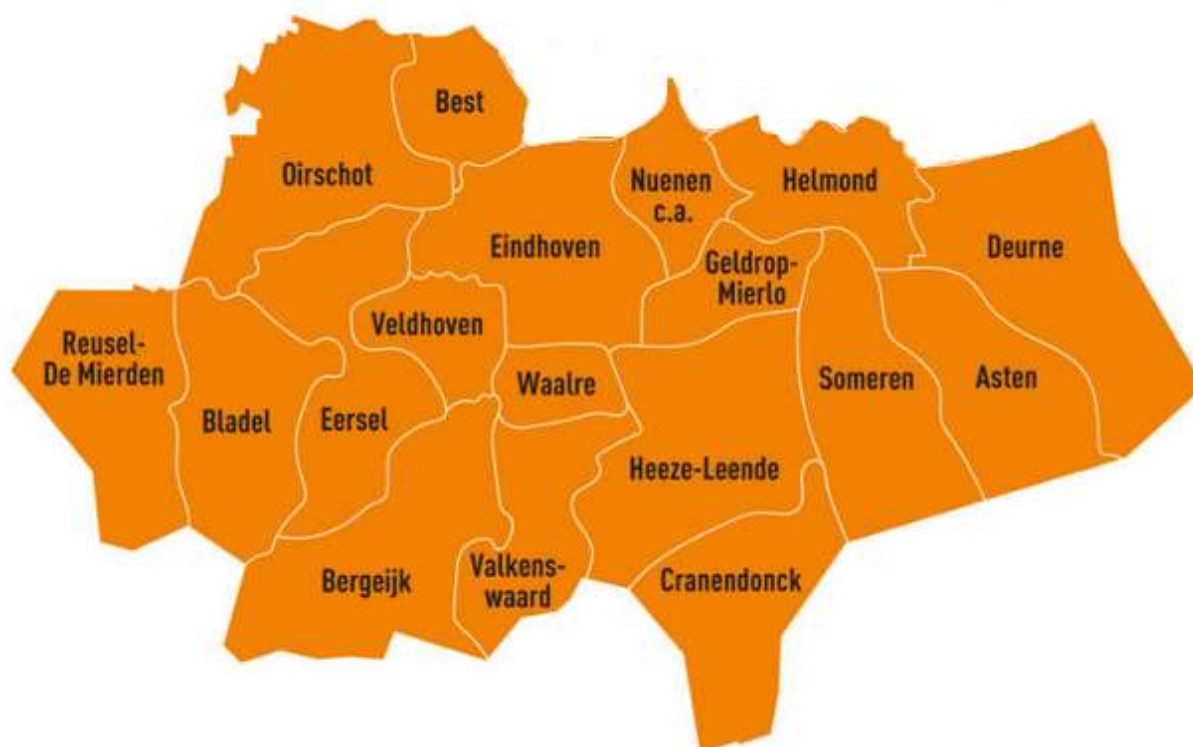 Best
Oirschot
Nuenen
c.a.
Helmond
Eindhoven
Deurne
Geldrop-
Mierlo
Veldhoven
Reusel-
De Mierden
Waalre
Someren
Asten
Bladel
Eersel
Heeze-Leende
Bergeijk
Valkens-
waard
Cranendonck